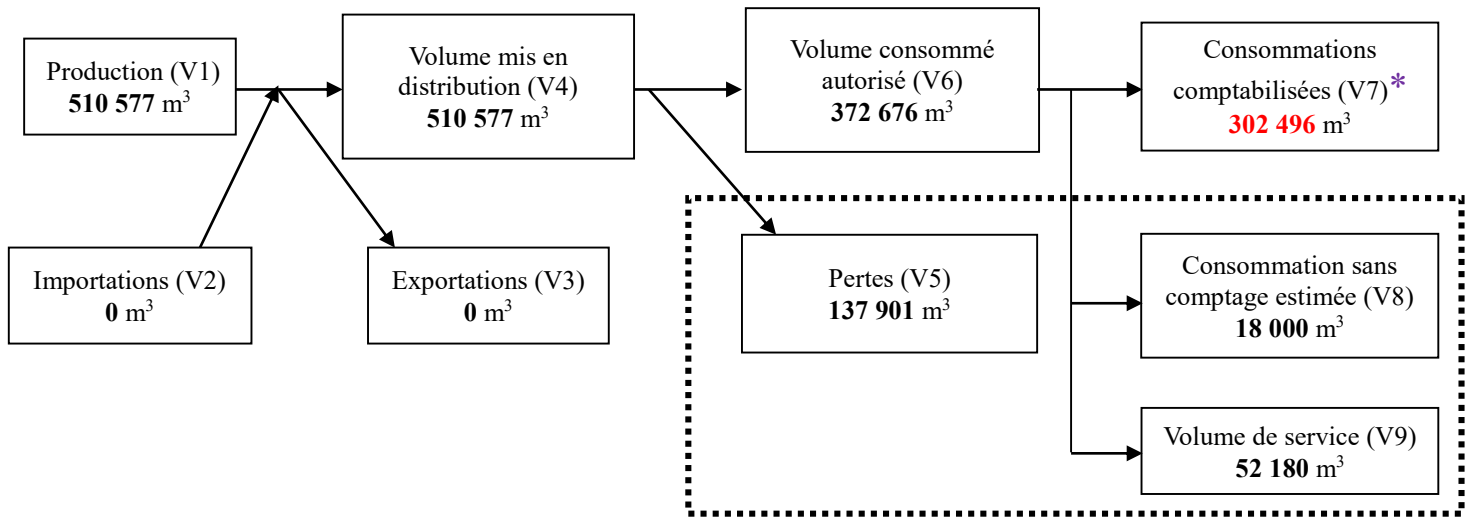 Production (V1)
510 577 m³
Volume mis en
distribution (V4)
510 577 m³
Volume consommé
autorisé (V6)
372 676 m³
Consommations
comptabilisées (V7)*
302 496 m³
Importations (V2)
0 m³
Exportations (V3)
0 m³
Pertes (V5)
137 901 m³
Consommation sans
comptage estimée (V8)
18 000 m³
Volume de service (V9)
52 180 m³